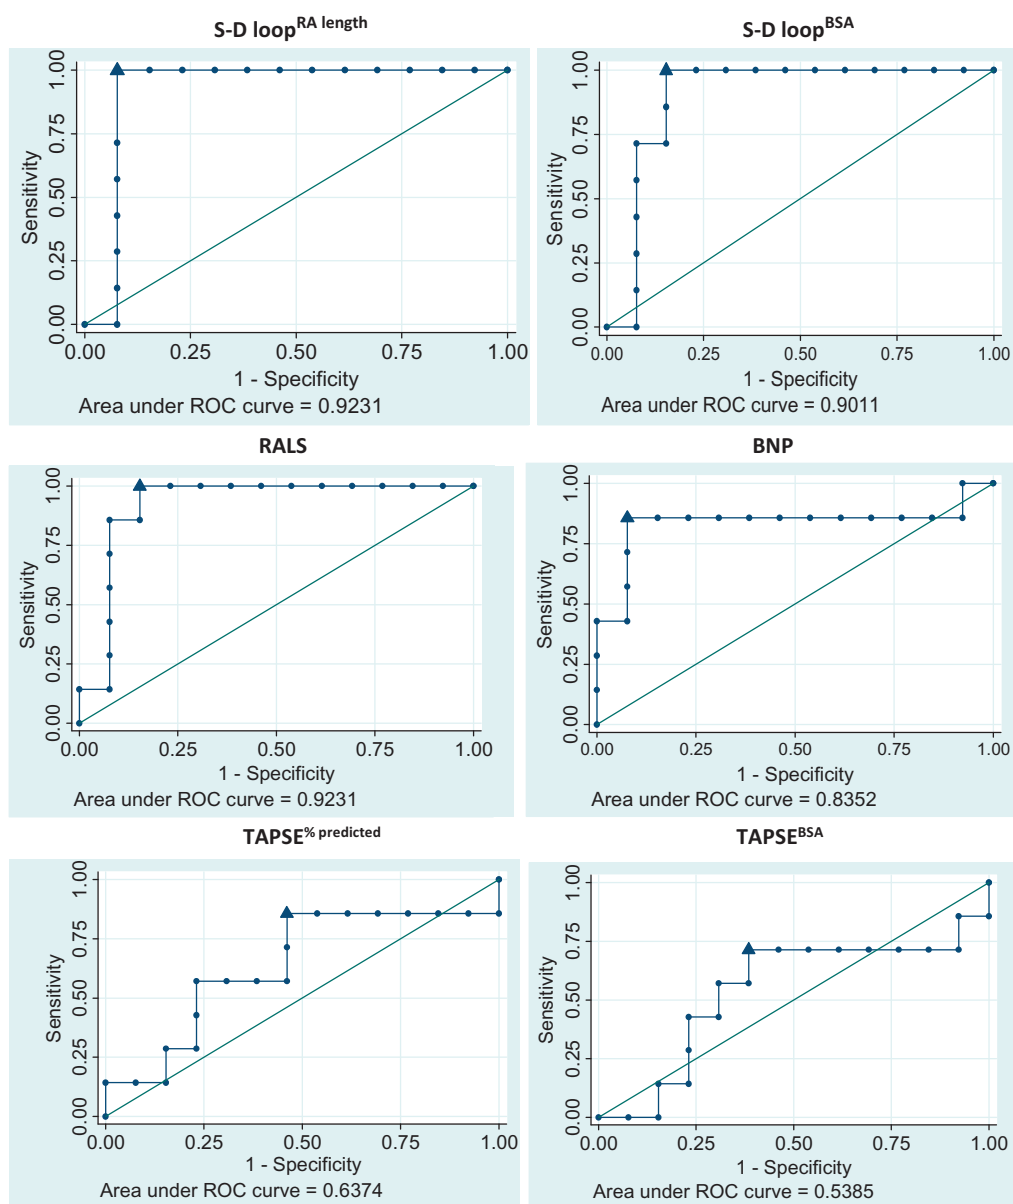 S-D loop^RA length
1.00
0.75
0.50
0.25
0.00
Sensitivity
0.00 0.25 0.50 0.75 1.00
1 - Specificity
Area under ROC curve = 0.9231
S-D loop^BSA
1.00
0.75
0.50
0.25
0.00
Sensitivity
0.00 0.25 0.50 0.75 1.00
1 - Specificity
Area under ROC curve = 0.9011
RALS
1.00
0.75
0.50
0.25
0.00
Sensitivity
0.00 0.25 0.50 0.75 1.00
1 - Specificity
Area under ROC curve = 0.9231
BNP
1.00
0.75
0.50
0.25
0.00
Sensitivity
0.00 0.25 0.50 0.75 1.00
1 - Specificity
Area under ROC curve = 0.8352
TAPSE^% predicted
1.00
0.75
0.50
0.25
0.00
Sensitivity
0.00 0.25 0.50 0.75 1.00
1 - Specificity
Area under ROC curve = 0.6374
TAPSE^BSA
1.00
0.75
0.50
0.25
0.00
Sensitivity
0.00 0.25 0.50 0.75 1.00
1 - Specificity
Area under ROC curve = 0.5385